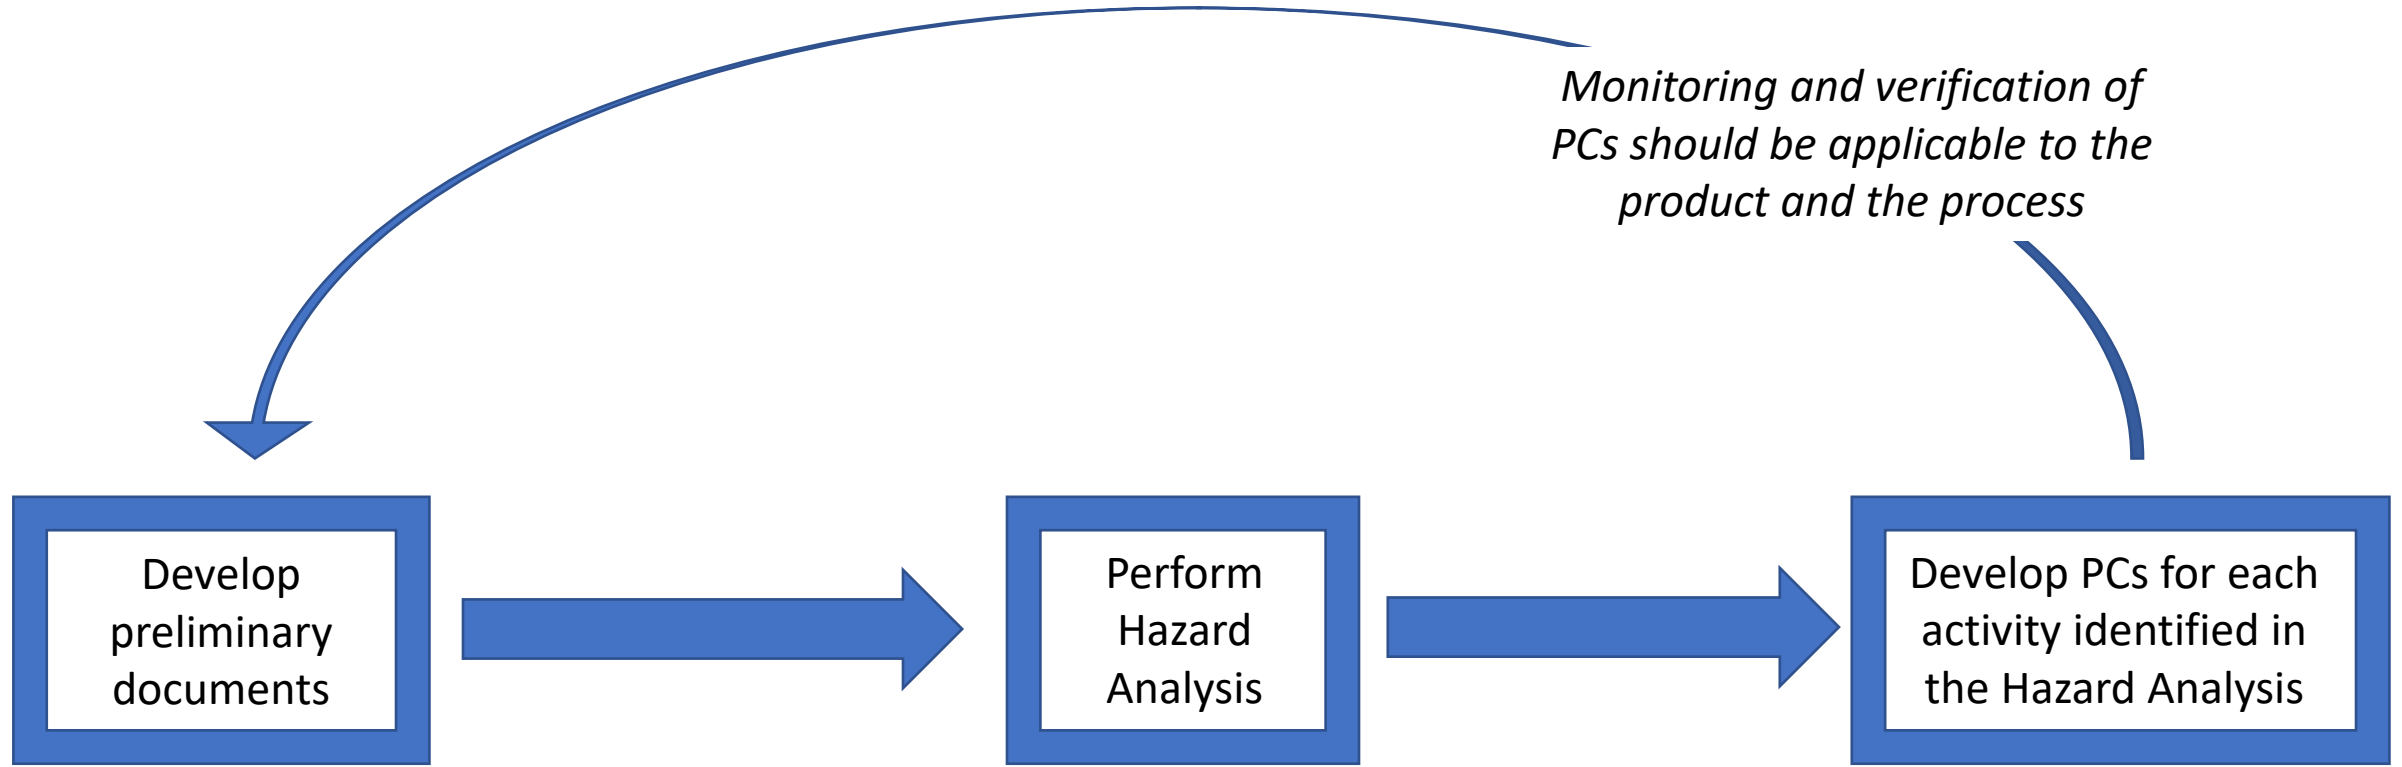 Monitoring and verification of
PCs should be applicable to the
product and the process
Develop
preliminary
documents
Perform
Hazard
Analysis
Develop PCs for each
activity identified in
the Hazard Analysis